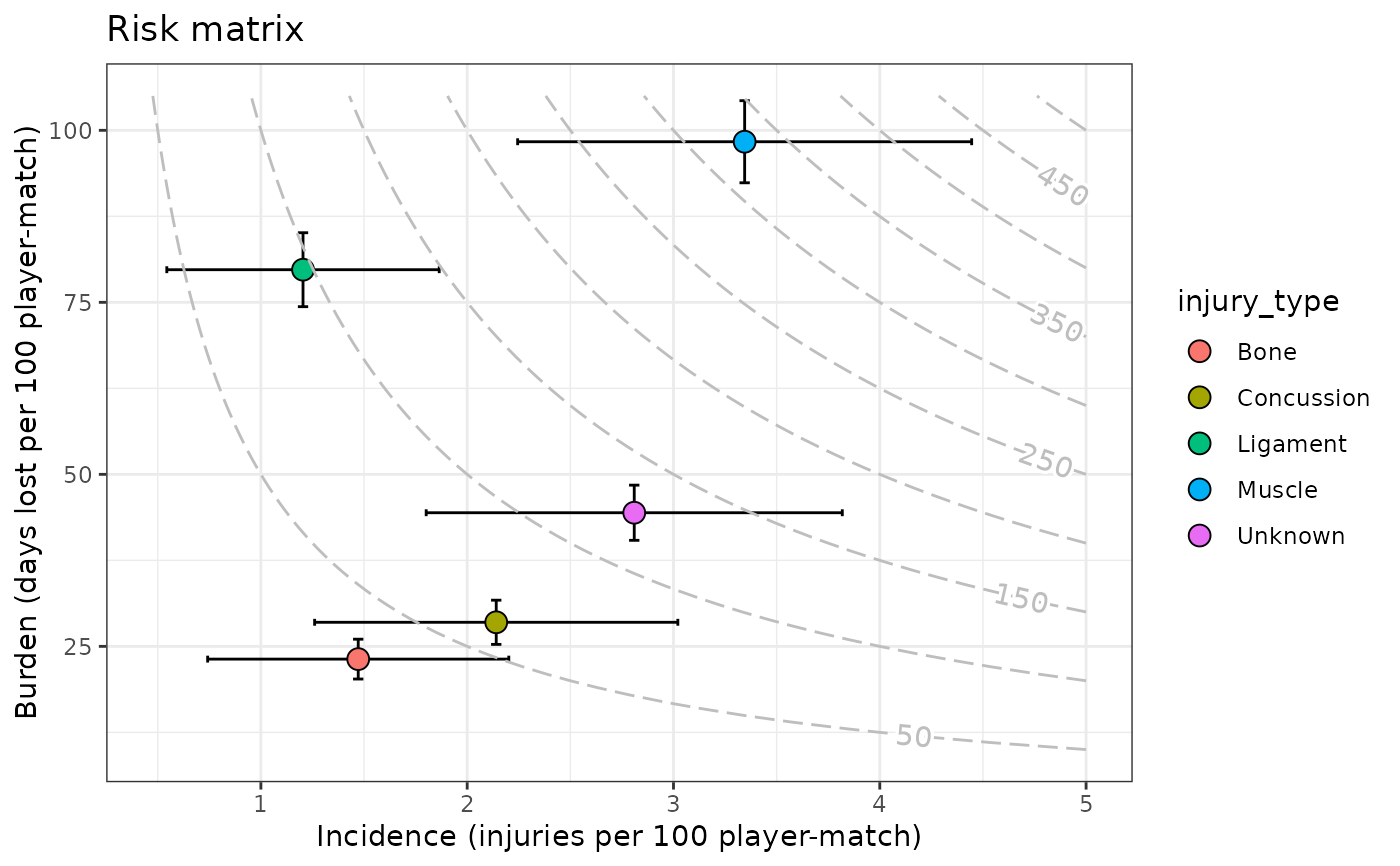 Risk matrix
Burden (days lost per 100 player-match)
100
75
50
25
450
350
250
150
50
1 2 3 4 5
Incidence (injuries per 100 player-match)
injury_type
Bone
Concussion
Ligament
Muscle
Unknown